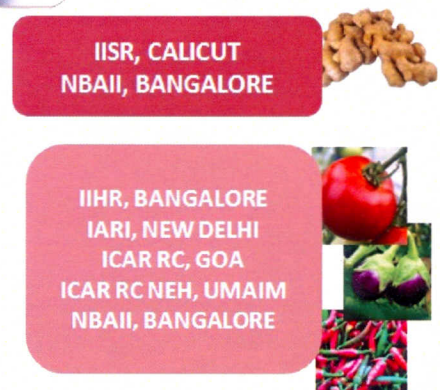 IISR, CALICUT
NBAII, BANGALORE
IIHR, BANGALORE
IARI, NEW DELHI
ICAR RC, GOA
ICAR RC NEH, UMAIM
NBAII, BANGALORE